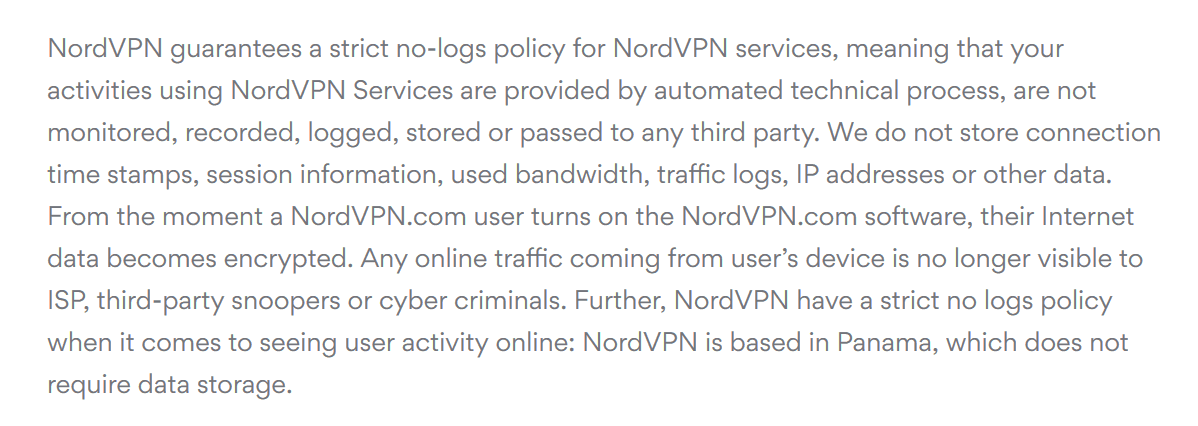 NordVPN guarantees a strict no-logs policy for NordVPN services, meaning that your
activities using NordVPN Services are provided by automated technical process, are not
monitored, recorded, logged, stored or passed to any third party. We do not store connection
time stamps, session information, used bandwidth, traffic logs, IP addresses or other data.
From the moment a NordVPN.com user turns on the NordVPN.com software, their Internet
data becomes encrypted. Any online traffic coming from user’s device is no longer visible to
ISP, third-party snoopers or cyber criminals. Further, NordVPN have a strict no logs policy
when it comes to seeing user activity online: NordVPN is based in Panama, which does not
require data storage.